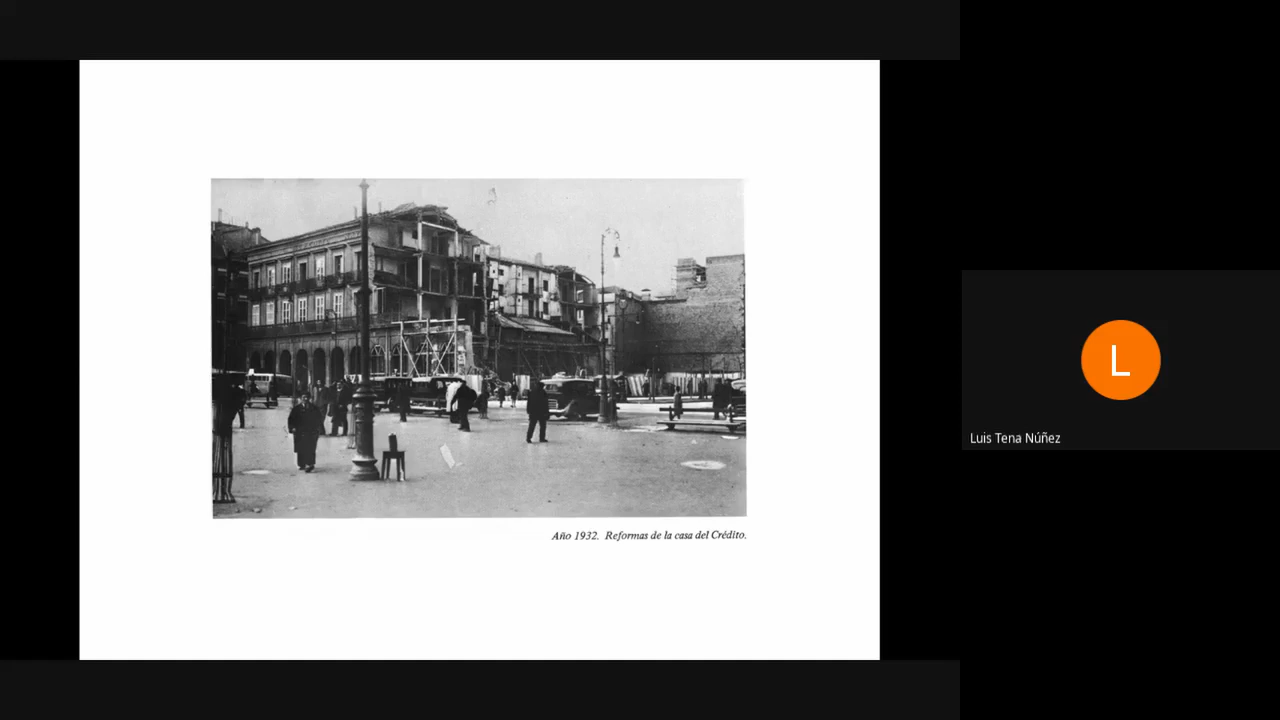 Año 1932. Reformas de la casa del Crédito.
L
Luis Tena Núñez